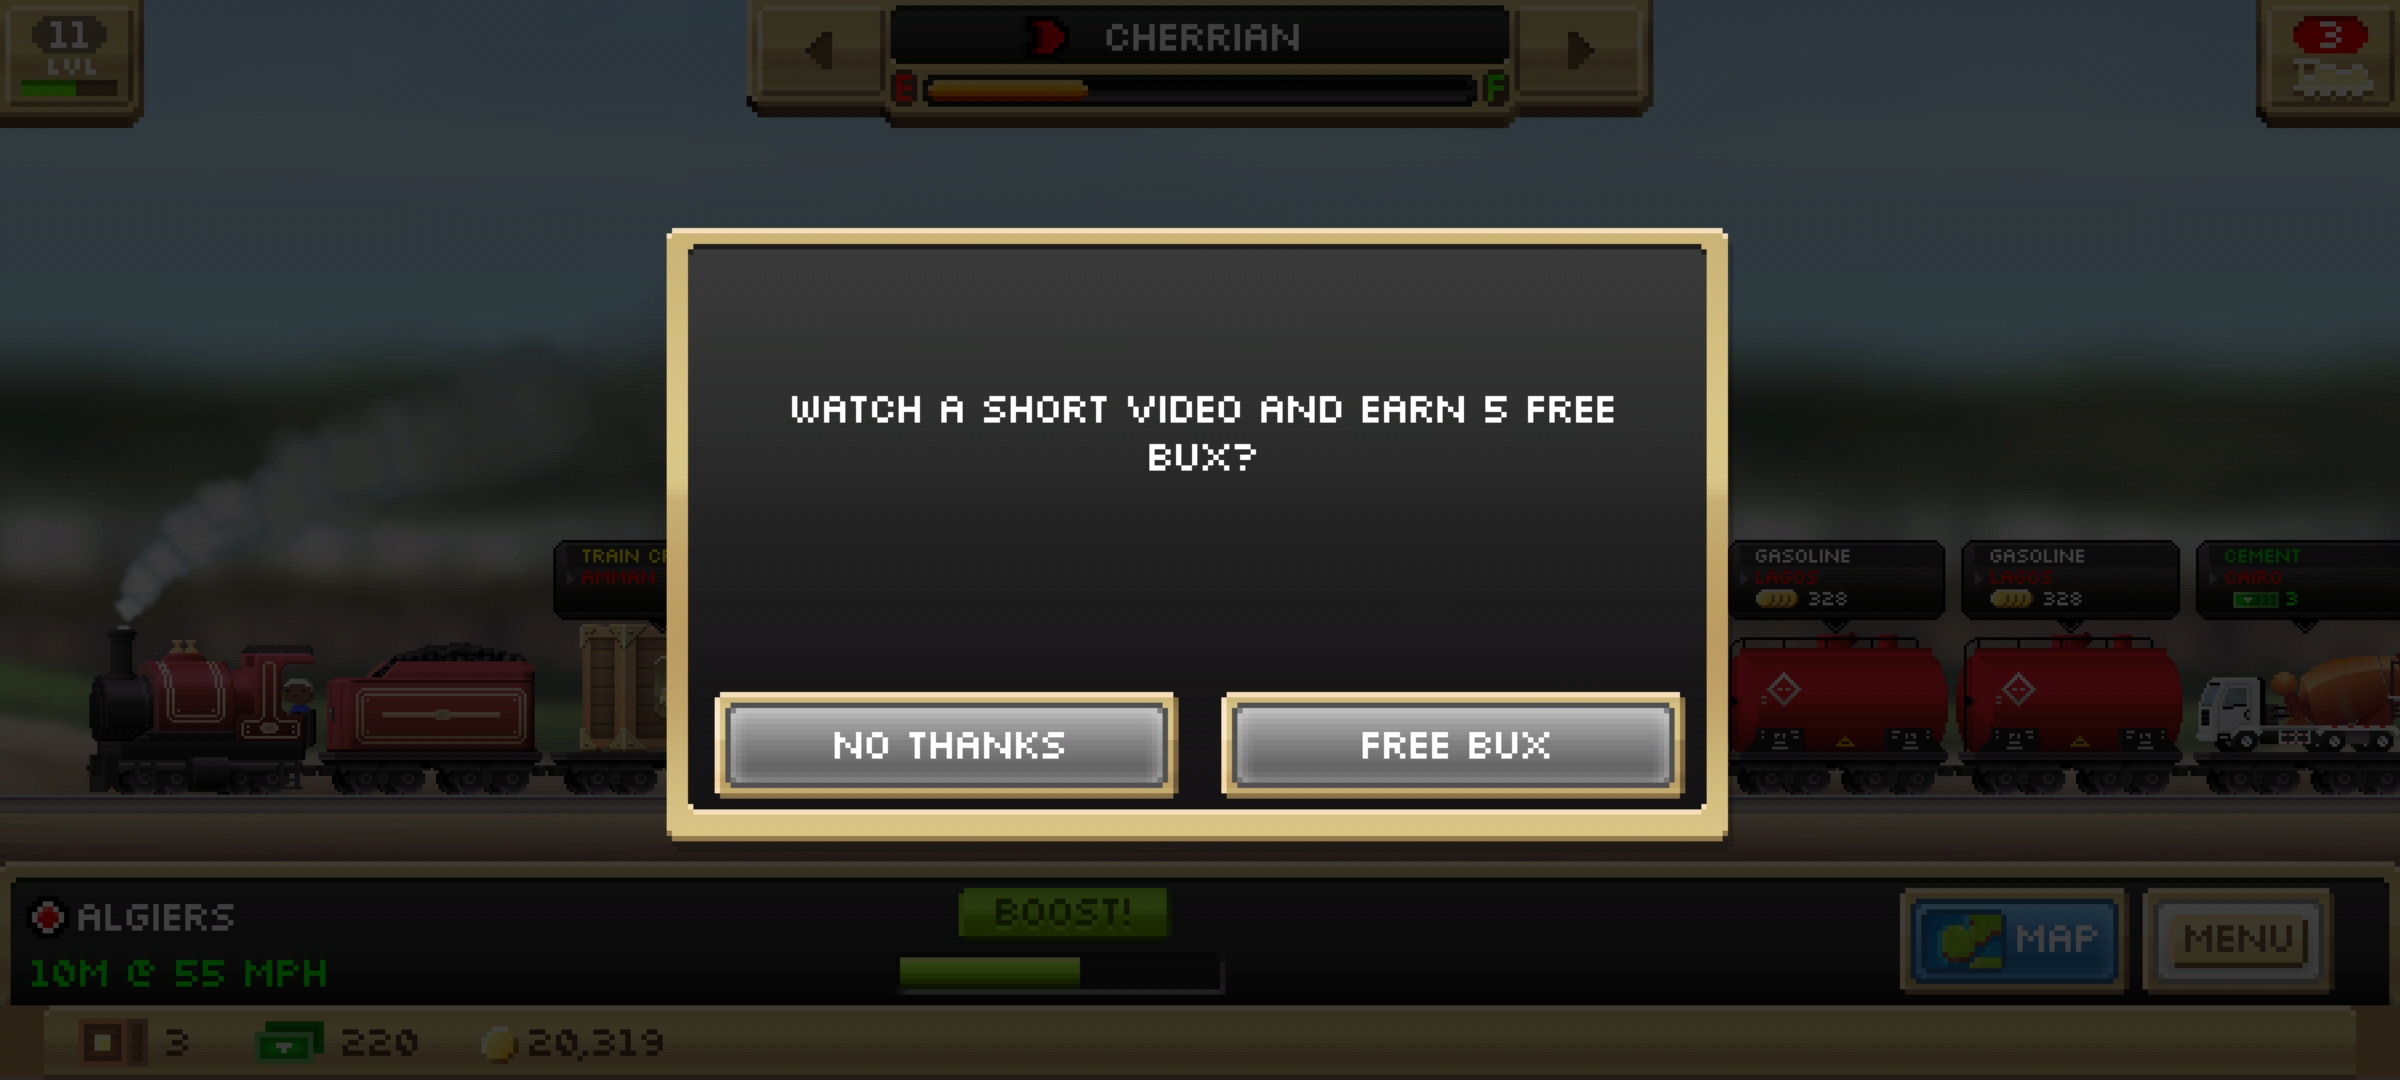 11
LVL
CHERRIAN
E
F
3
WATCH A SHORT VIDEO AND EARN 5 FREE
BUX?
TRAIN
AMMAN
GASOLINE
LAGOS
328
GASOLINE
LAGOS
328
CEMENT
CAIRO
3
NO THANKS
FREE BUX
ALGIERS
10M @ 55 MPH
BOOST!
MAP
MENU
3
220
20,319